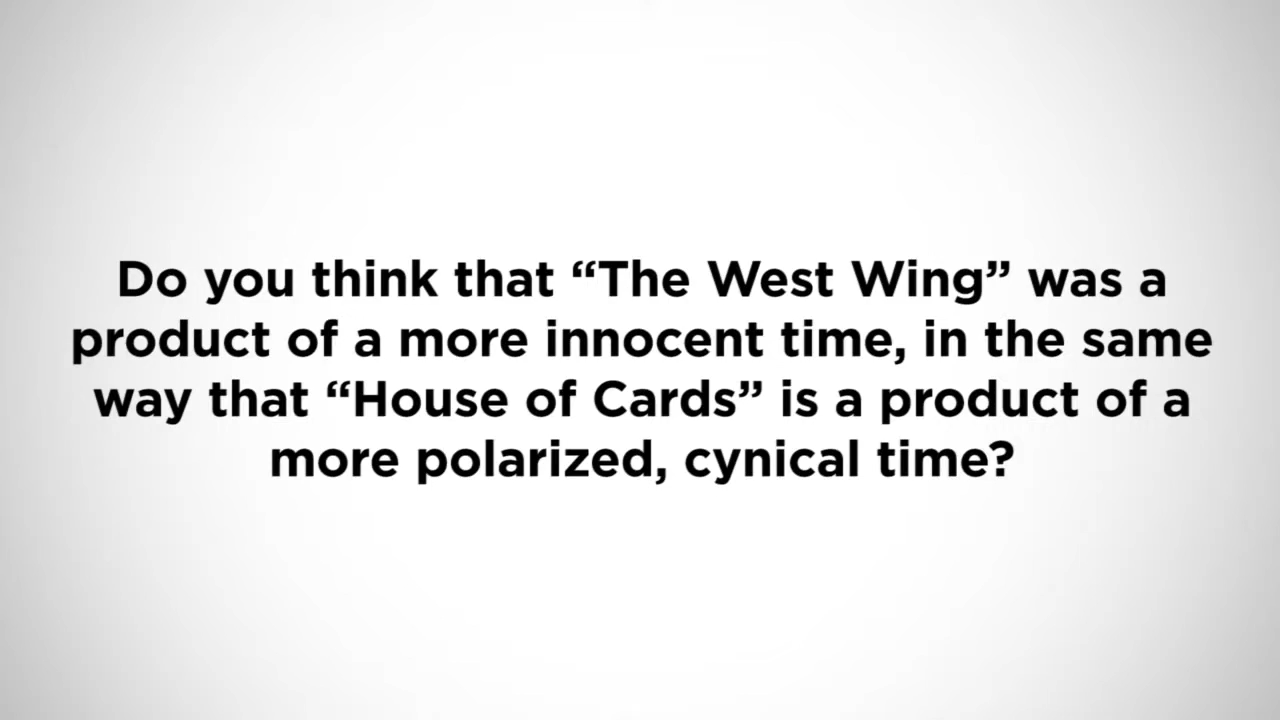 Do you think that “The West Wing” was a
product of a more innocent time, in the same
way that “House of Cards” is a product of a
more polarized, cynical time?